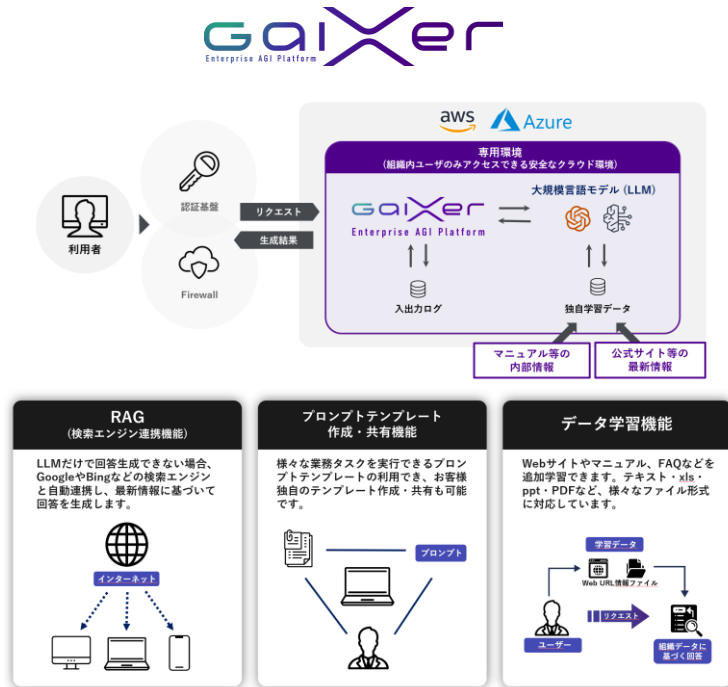 GaiXer
Enterprise AGI Platform
aws Azure
専用環境
(組織内ユーザのみアクセスできる安全なクラウド環境)
大規模言語モデル (LLM)
認証基盤
リクエスト
GaiXer
Enterprise AGI Platform
生成結果
利用者
Firewall
入出力ログ
独自学習データ
マニュアル等の
内部情報
公式サイト等の
最新情報
RAG
(検索エンジン連携機能)
LLMだけで回答生成できない場合、
GoogleやBingなどの検索エンジン
と自動連携し、最新情報に基づいて
回答を生成します。
インターネット
プロンプトテンプレート
作成・共有機能
様々な業務タスクを実行できるプロン
プトテンプレートの利用でき、お客様
独自のテンプレート作成・共有も可能
です。
プロンプト
データ学習機能
Webサイトやマニュアル、FAQなどを
追加学習できます。テキスト・xls・
ppt・PDFなど、様々なファイル形式
に対応しています。
学習データ
Web URL情報ファイル
リクエスト
ユーザー
組織データに
基づく回答